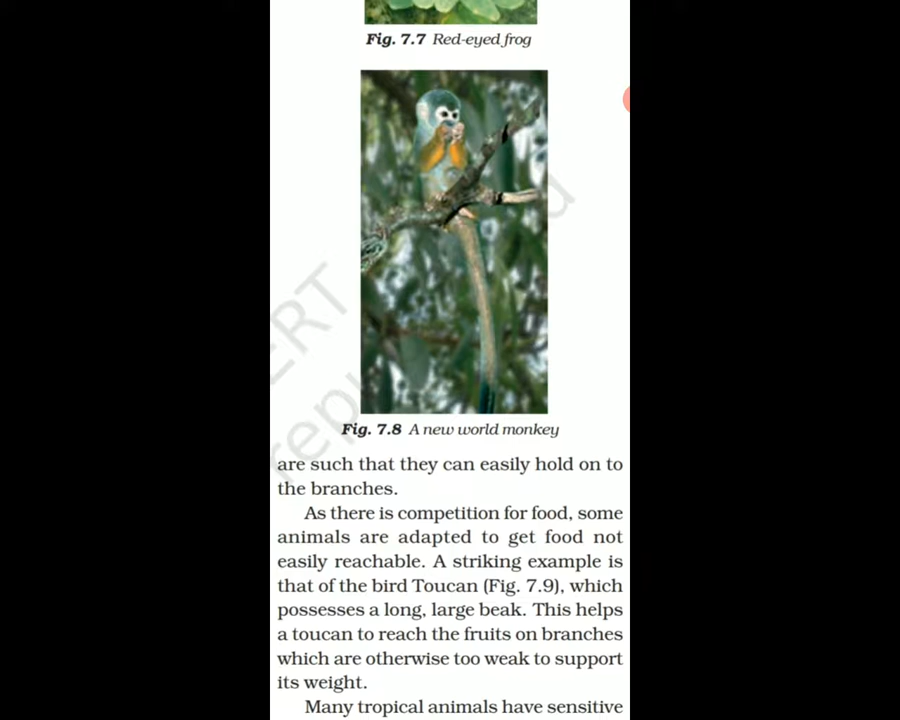 Fig. 7.7 Red-eyed frog
Fig. 7.8 A new world monkey
are such that they can easily hold on to
the branches.
As there is competition for food, some
animals are adapted to get food not
easily reachable. A striking example is
that of the bird Toucan (Fig. 7.9), which
possesses a long, large beak. This helps
a toucan to reach the fruits on branches
which are otherwise too weak to support
its weight.
Many tropical animals have sensitive